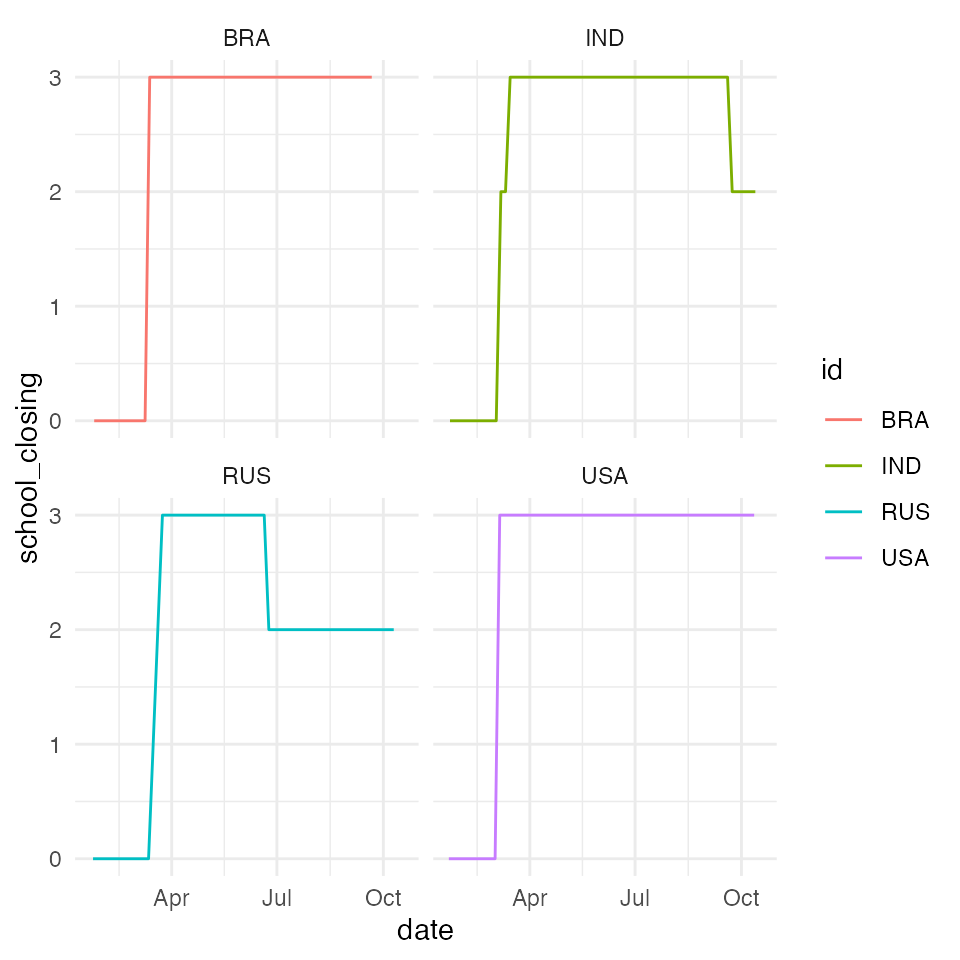 BRA IND
3
2
1
0
RUS USA
3
2
1
0
Apr Jul Oct Apr Jul Oct
date
school_closing
id
BRA
IND
RUS
USA